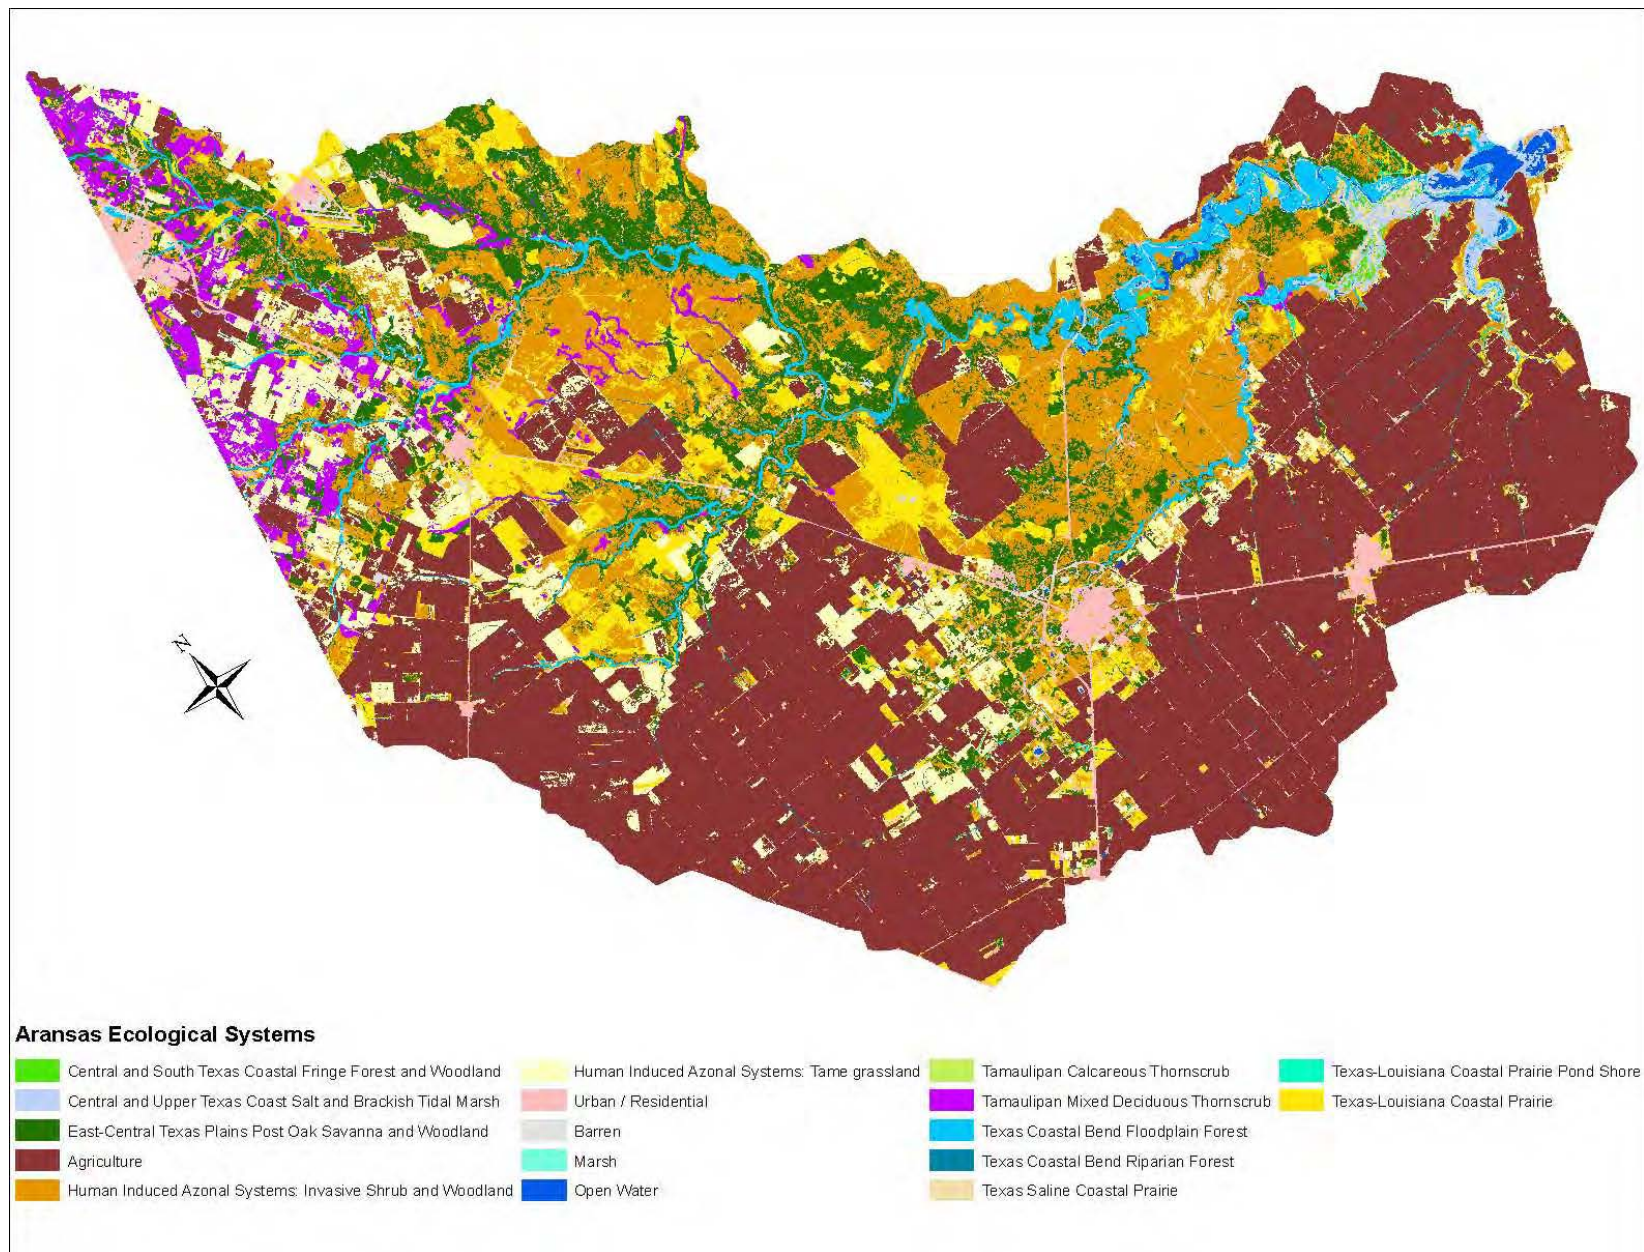 N
Aransas Ecological Systems
Central and South Texas Coastal Fringe Forest and Woodland
Central and Upper Texas Coast Salt and Brackish Tidal Marsh
East-Central Texas Plains Post Oak Savanna and Woodland
Agriculture
Human Induced Azonal Systems: Invasive Shrub and Woodland
Human Induced Azonal Systems: Tame grassland
Urban / Residential
Barren
Marsh
Open Water
Tamaulipan Calcareous Thornscrub
Tamaulipan Mixed Deciduous Thornscrub
Texas Coastal Bend Floodplain Forest
Texas Coastal Bend Riparian Forest
Texas Saline Coastal Prairie
Texas-Louisiana Coastal Prairie Pond Shore
Texas-Louisiana Coastal Prairie